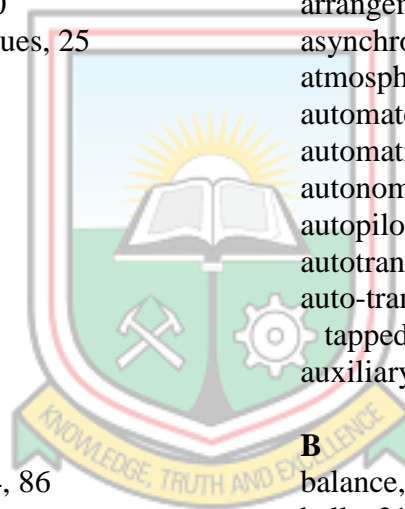 0
ues, 25
, 86
arrangen
asynchro
atmosph
automat
automati
autonom
autopilo
autotran
auto-tran
tapped
auxiliary
B
balance,
KNOWLEDGE, TRUTH AND EXCELLENCE